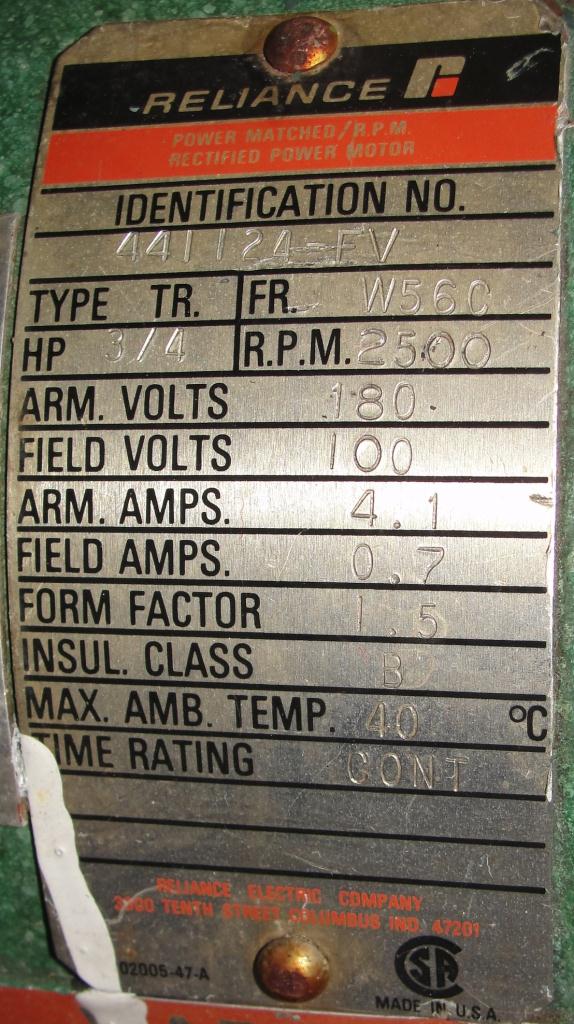 RELIANCE
POWER MATCHED/R.P.M.
RECTIFIED POWER MOTOR
IDENTIFICATION NO.
441124-FV
TYPE TR. FR. W56C
HP 3/4 R.P.M. 2500
ARM. VOLTS 180
FIELD VOLTS 100
ARM. AMPS. 4.1
FIELD AMPS. 0.7
FORM FACTOR 1.5
INSUL. CLASS B
MAX. AMB. TEMP. 40 °C
TIME RATING CONT
RELIANCE ELECTRIC COMPANY
3300 TENTH STREET COLUMBUS IND. 47201
02005-47-A
SA
MADE IN U.S.A.